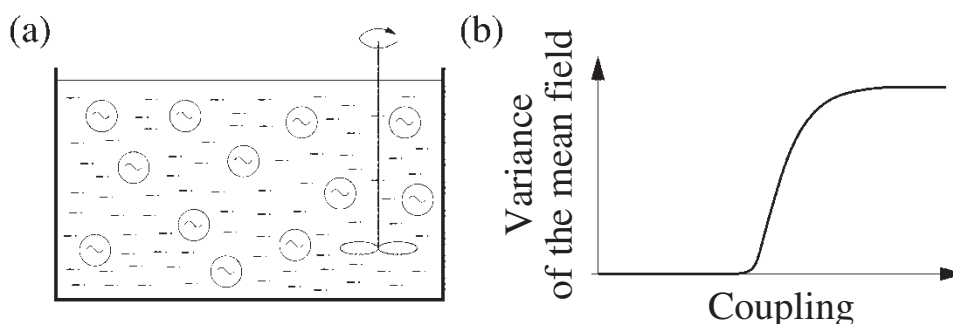 (a)
(b)
Variance
of the mean field
Coupling